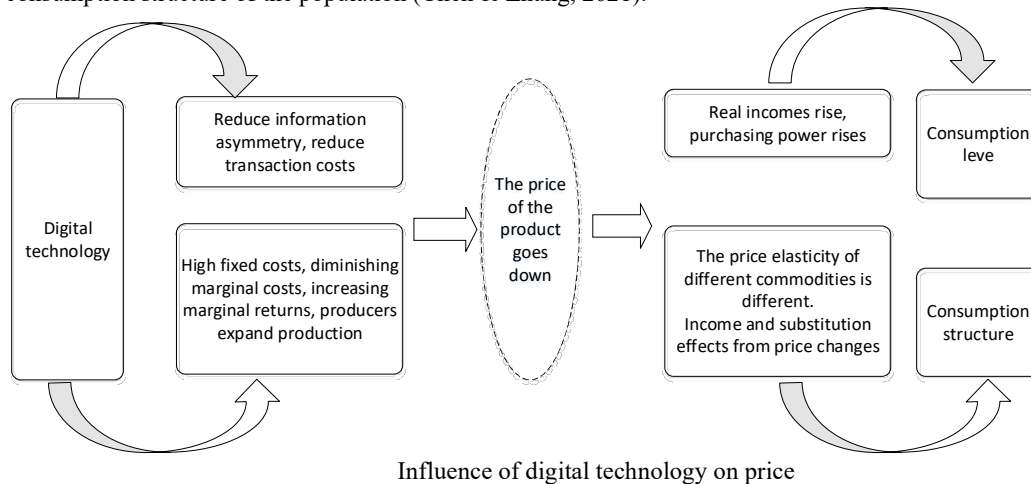 consumption structure of the population (Chen & Zhang, 2021).
Reduce information
asymmetry, reduce
transaction costs
Digital
technology
High fixed costs, diminishing
marginal costs, increasing
marginal returns, producers
expand production
The price
of the
product
goes
down
Real incomes rise,
purchasing power rises
Consumption
leve
The price elasticity of
different commodities is
different.
Income and substitution
effects from price changes
Consumption
structure
Influence of digital technology on price